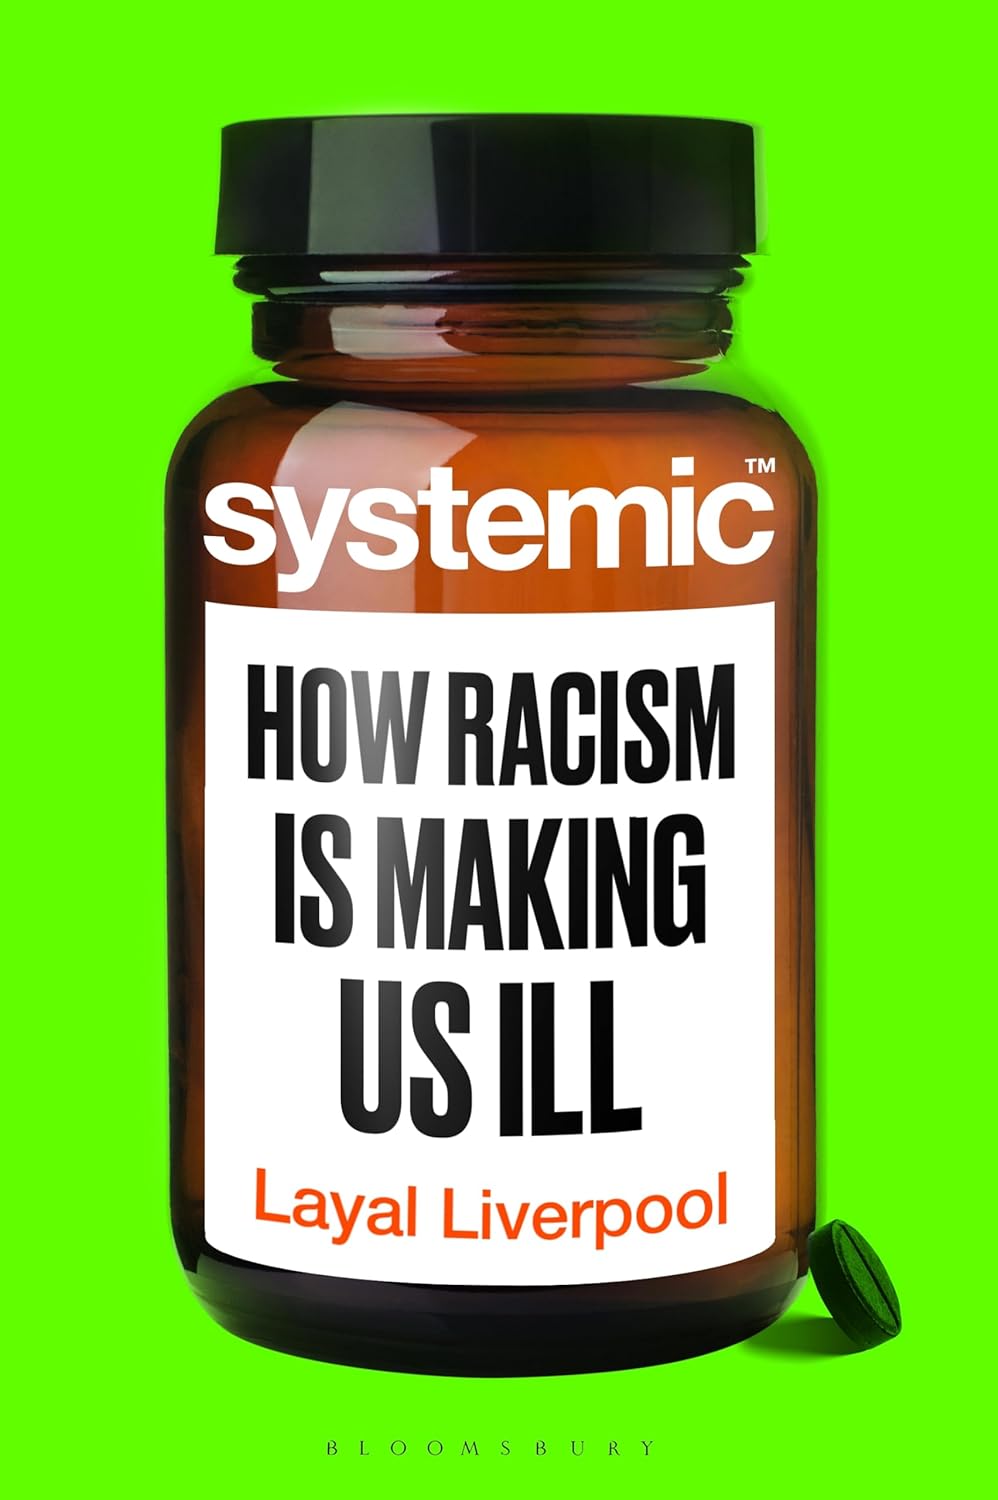 systemic™
HOW RACISM
IS MAKING
US ILL
Layal Liverpool
BLOOMSBURY